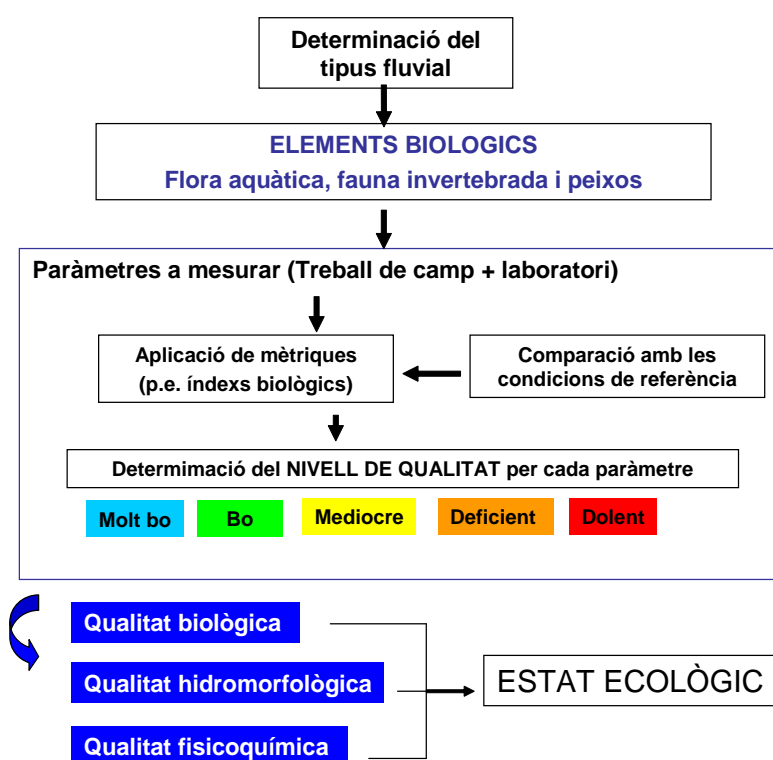 Determinació del
tipus fluvial
ELEMENTS BIOLOGICS
Flora aquàtica, fauna invertebrada i peixos
Paràmetres a mesurar (Treball de camp + laboratori)
Aplicació de mètriques
(p.e. índexs biològics)
Comparació amb les
condicions de referència
Determimació del NIVELL DE QUALITAT per cada paràmetre
Molt bo
Bo
Mediocre
Deficient
Dolent
Qualitat biològica
Qualitat hidromorfològica
Qualitat fisicoquímica
ESTAT ECOLÒGIC